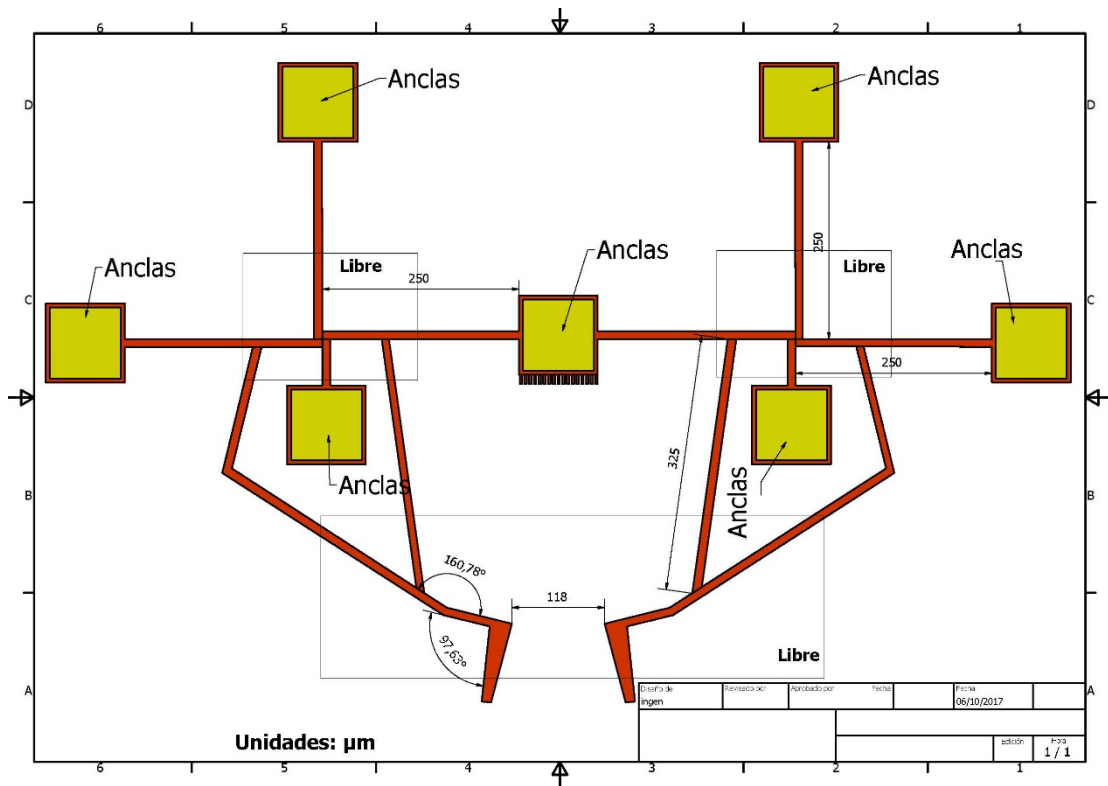 6 5 4 3 2 1
Anclas
Anclas
D
D
Anclas
Libre
250
Anclas
250
Libre
Anclas
C
C
250
325
Anclas
Anclas
B
B
160,78°
118
97,63°
Libre
A
A
Diseño de
ingen
Revisado por
Aprobado por
Fecha
Fecha
06/10/2017
Unidades: µm
Edición
Hoja
1 / 1
6 5 4 3 2 1